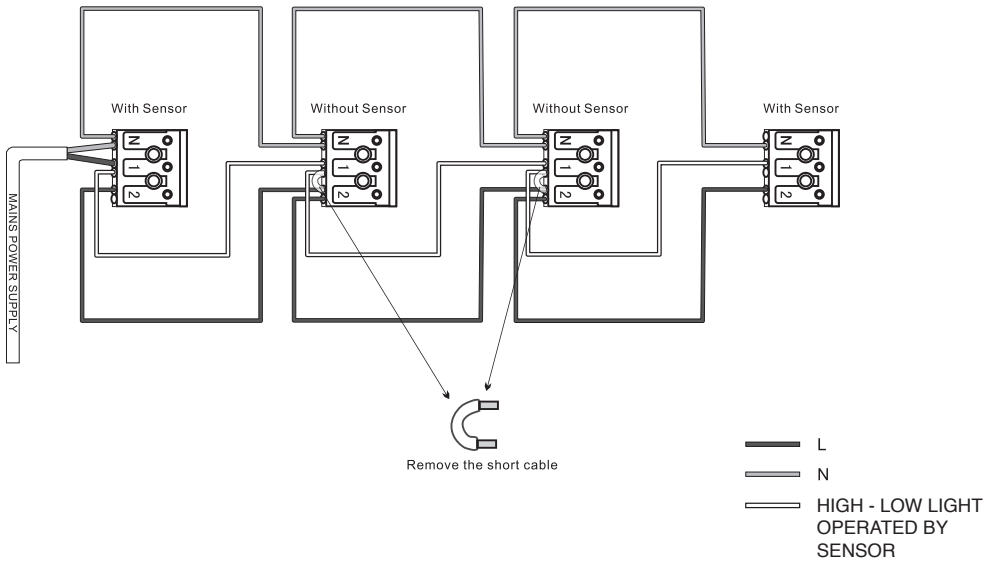 With Sensor
Without Sensor
Without Sensor
With Sensor
N
1
2
N
1
2
N
1
2
N
1
2
MAINS POWER SUPPLY
Remove the short cable
L
N
HIGH - LOW LIGHT
OPERATED BY
SENSOR